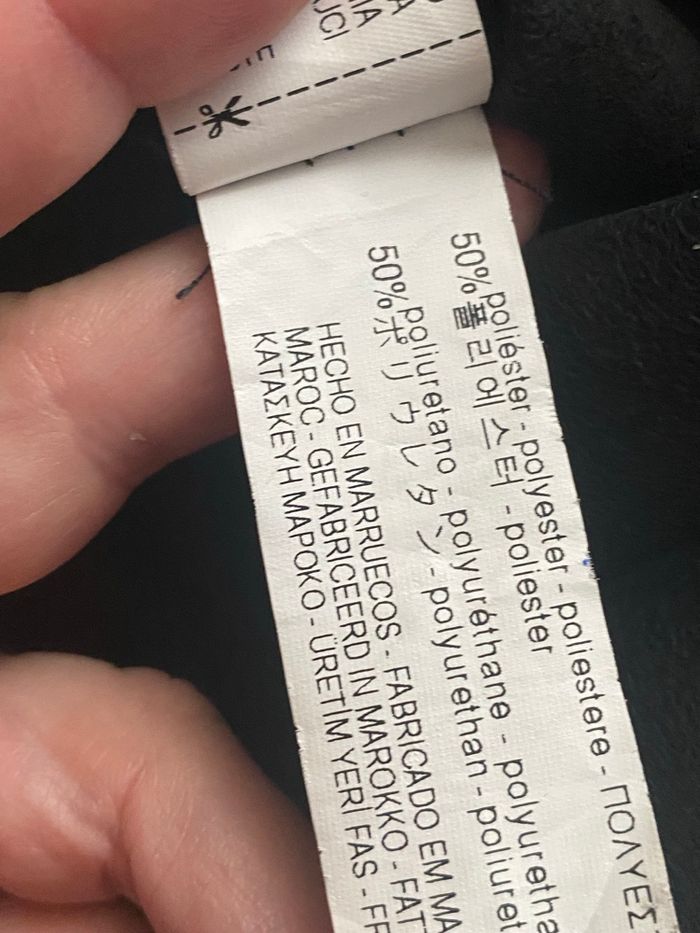 poliéster - polyester - poliestere - ΠΟΛΥΕΣ
50% 폴리에스터 - poliester
poliuretano - polyuréthane - polyuretha
50% ポリウレタン - polyurethan - poliuret
HECHO EN MARRUECOS - FABRICADO EM MA
MAROC - GEFABRICEERD IN MAROKKO - FAT
ΚΑΤΑΣΚΕΥΗ ΜΑΡΟΚΟ - ÜRETİM YERİ FAS - FR